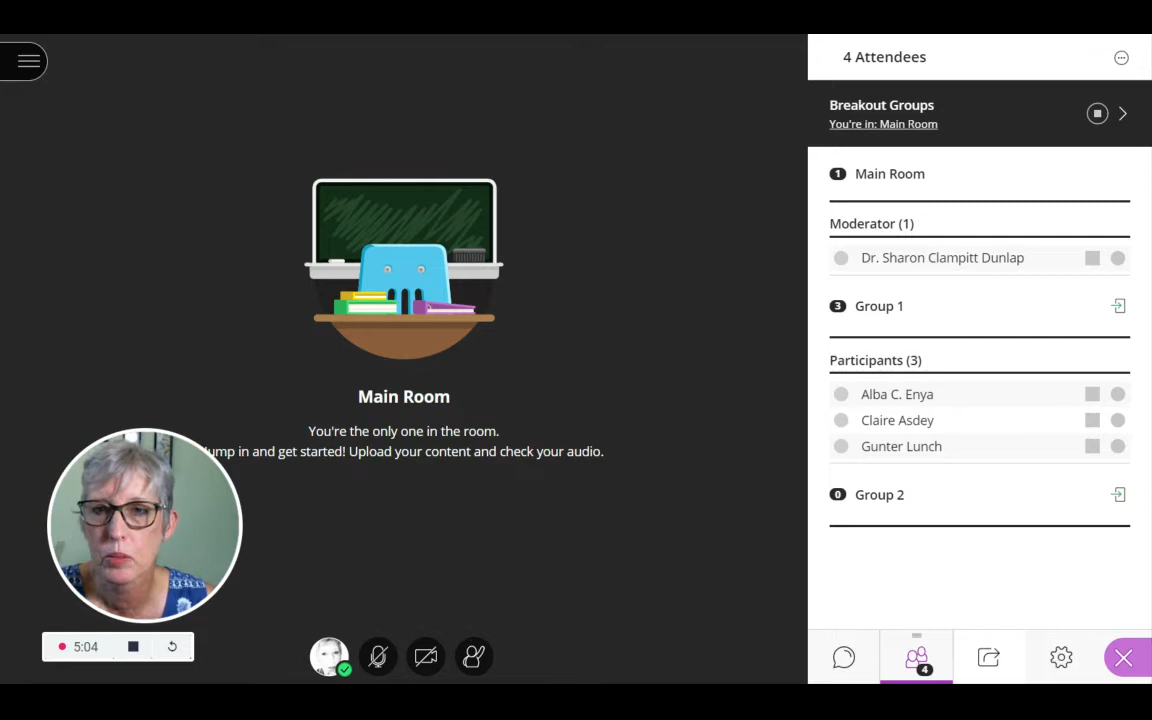 4 Attendees
Breakout Groups
You're in: Main Room
1 Main Room
Moderator (1)
Dr. Sharon Clampitt Dunlap
3 Group 1
Participants (3)
Alba C. Enya
Claire Asdey
Gunter Lunch
0 Group 2
Main Room
You're the only one in the room.
ump in and get started! Upload your content and check your audio.
5:04
4